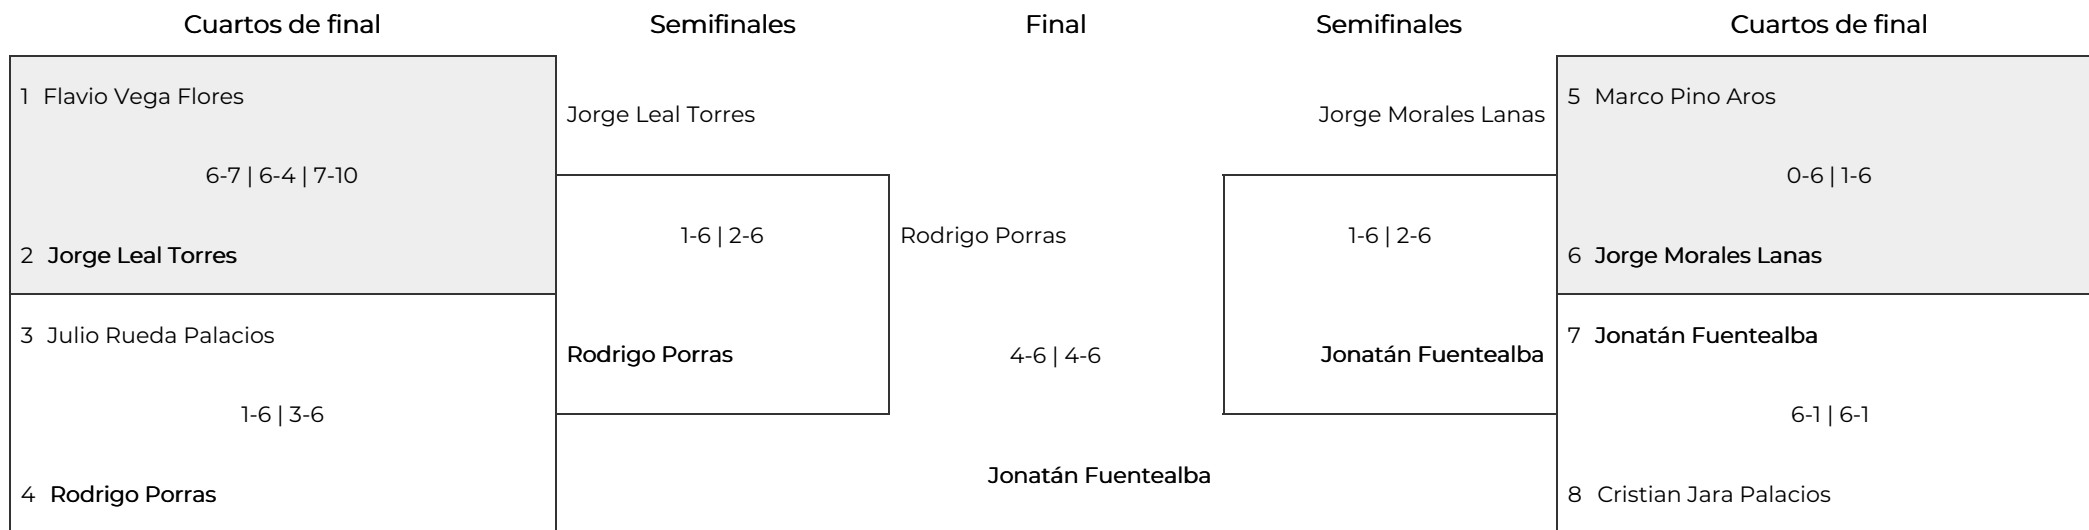 Cuartos de final
Semifinales
Final
Semifinales
Cuartos de final
1 Flavio Vega Flores
6-7 | 6-4 | 7-10
2 Jorge Leal Torres
3 Julio Rueda Palacios
1-6 | 3-6
4 Rodrigo Porras
Jorge Leal Torres
1-6 | 2-6
Rodrigo Porras
Rodrigo Porras
4-6 | 4-6
Jonatán Fuentealba
Jorge Morales Lanas
1-6 | 2-6
Jonatán Fuentealba
5 Marco Pino Aros
0-6 | 1-6
6 Jorge Morales Lanas
7 Jonatán Fuentealba
6-1 | 6-1
8 Cristian Jara Palacios